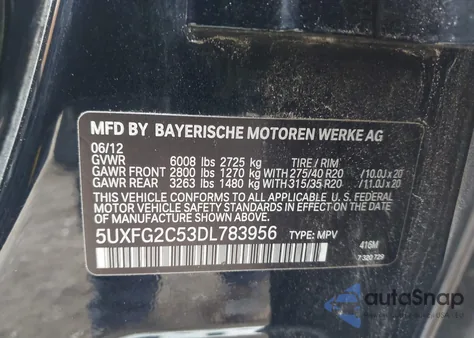 MFD BY BAYERISCHE MOTOREN WERKE AG
06/12
GVWR 6008 lbs 2725 kg TIRE / RIM
GAWR FRONT 2800 lbs 1270 kg WITH 275/40 R20 /10.0J x 20
GAWR REAR 3263 lbs 1480 kg WITH 315/35 R20 /11.0J x 20
THIS VEHICLE CONFORMS TO ALL APPLICABLE U. S. FEDERAL
MOTOR VEHICLE SAFETY STANDARDS IN
EFFECT ON THE DATE OF MANUFACTURE SHOWN ABOVE.
5UXFG2C53DL783956 TYPE: MPV
416M
7 320 729
autoSnap